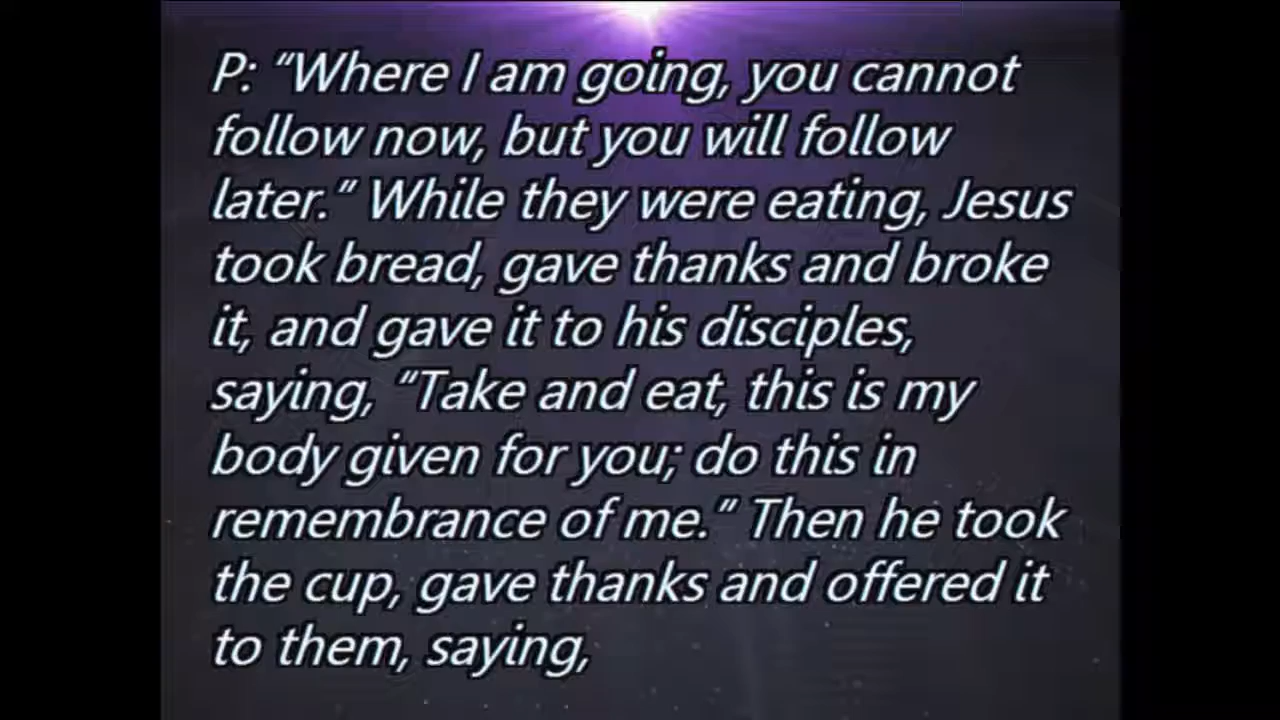 P: “Where I am going, you cannot
follow now, but you will follow
later.” While they were eating, Jesus
took bread, gave thanks and broke
it, and gave it to his disciples,
saying, “Take and eat, this is my
body given for you; do this in
remembrance of me.” Then he took
the cup, gave thanks and offered it
to them, saying,